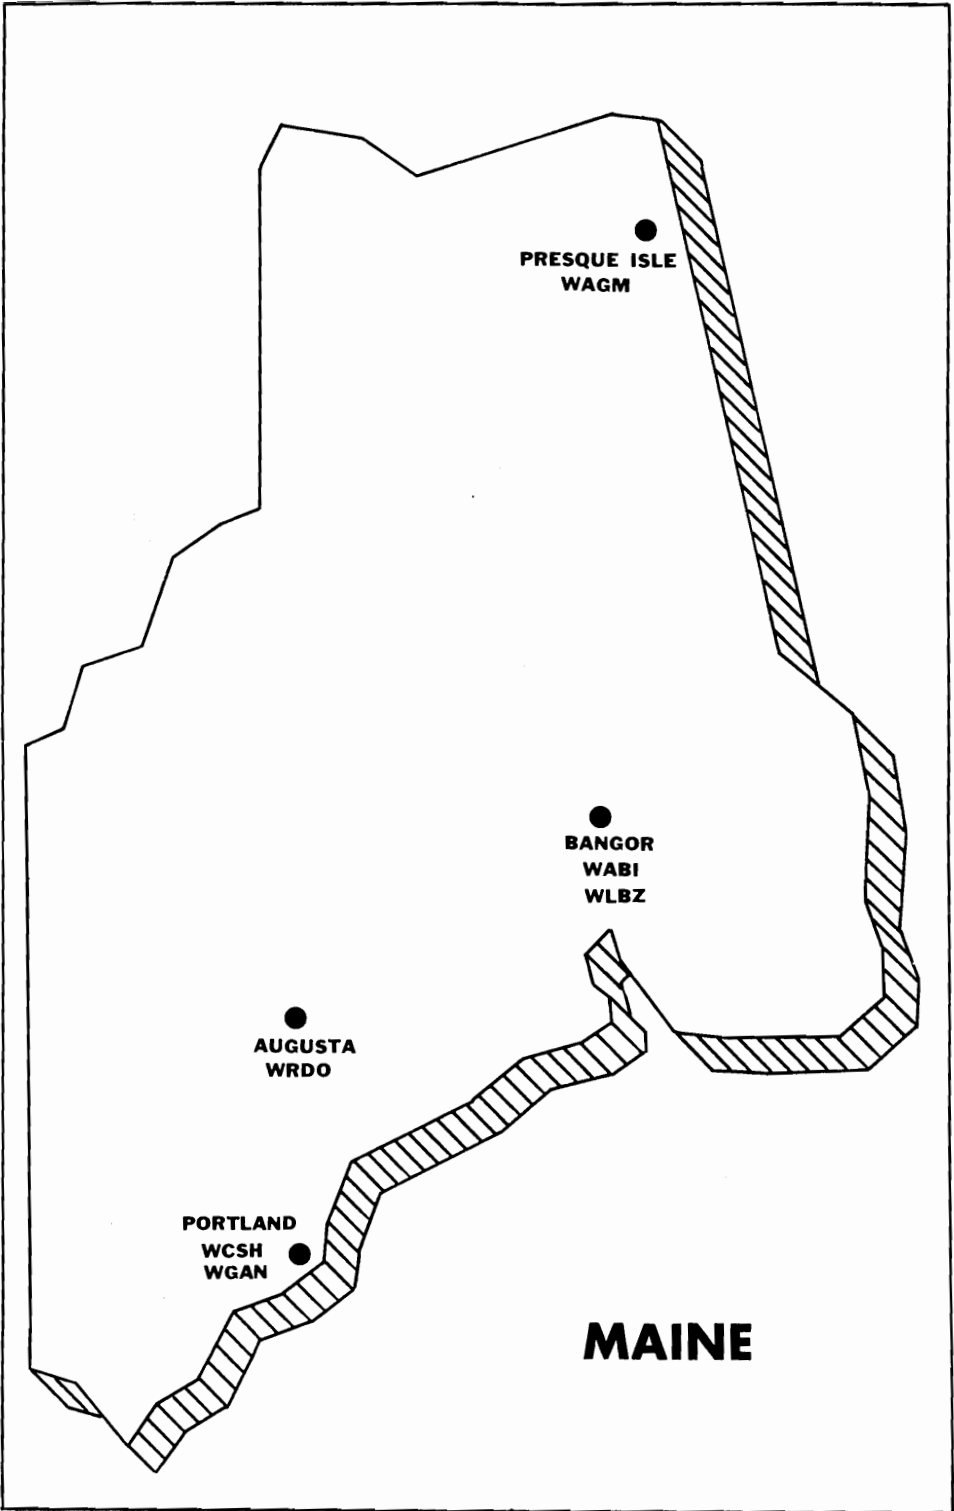 PRESQUE ISLE
WAGM
BANGOR
WABI
WLBZ
AUGUSTA
WRDO
PORTLAND
WCSH
WGAN
MAINE